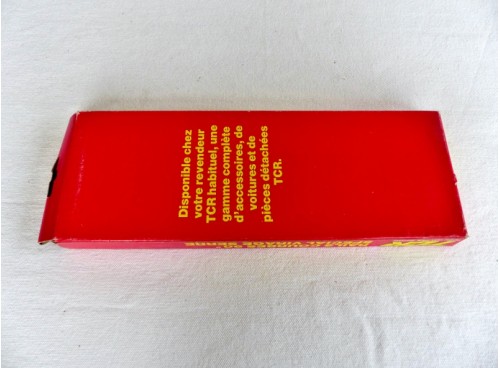 Disponible chez
votre revendeur
TCR habituel, une
gamme complète
d'accessoires, de
voitures et de
pièces détachées
TCR.